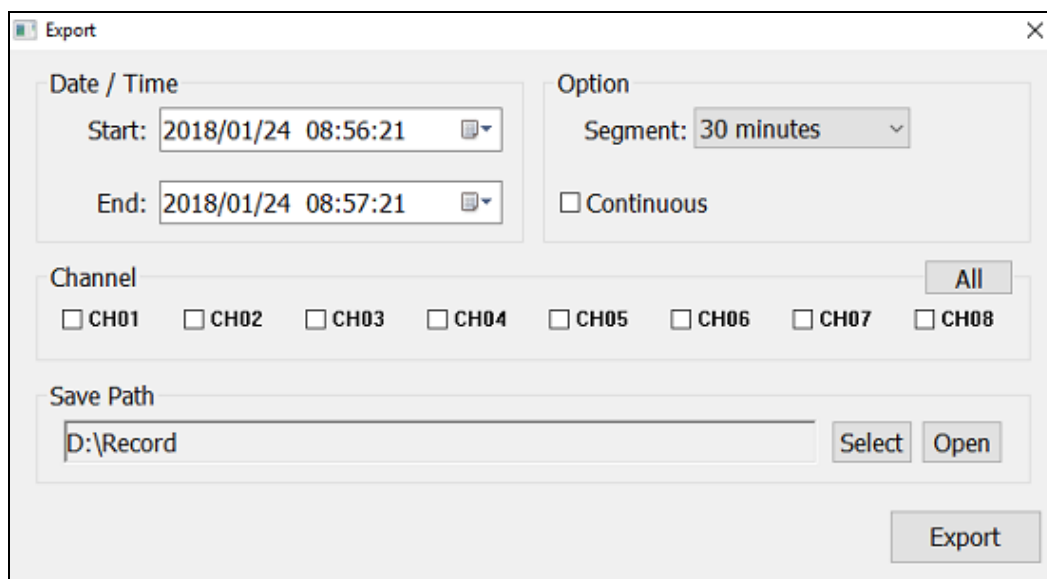 Export
Date / Time
Start: 2018/01/24 08:56:21
End: 2018/01/24 08:57:21
Option
Segment: 30 minutes
Continuous
Channel
All
CH01 CH02 CH03 CH04 CH05 CH06 CH07 CH08
Save Path
D:\Record Select Open
Export